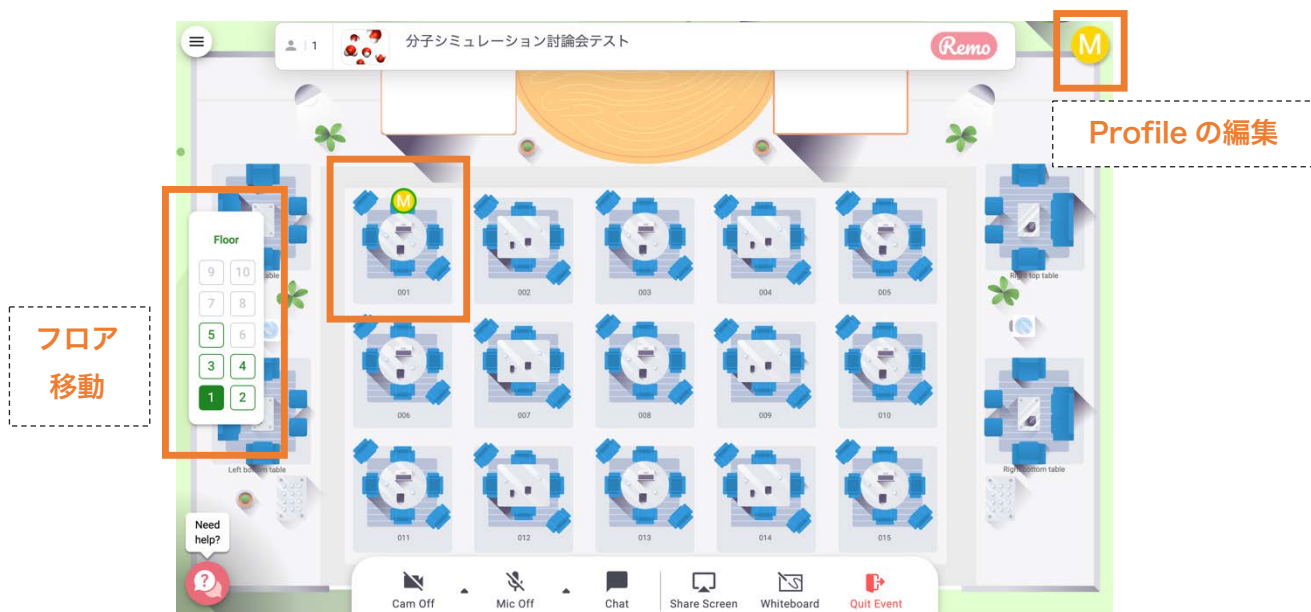 1
分子シミュレーション討論会テスト
Remo
M
Profile の編集
M
Floor
9 10
7 8
5 6
3 4
1 2
フロア
移動
table
Right top table
001
002
003
004
005
006
007
008
009
010
Left bottom table
Right bottom table
011
012
013
014
015
Need
help?
?
Cam Off
Mic Off
Chat
Share Screen
Whiteboard
Quit Event